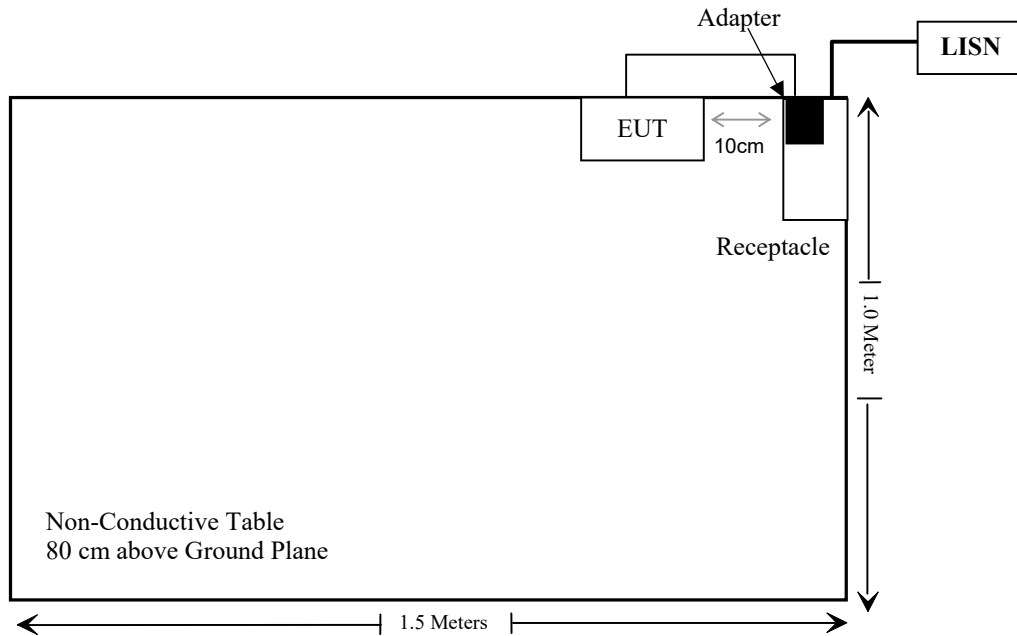 Adapter
LISN
EUT
10cm
Receptacle
1.0 Meter
Non-Conductive Table
80 cm above Ground Plane
1.5 Meters